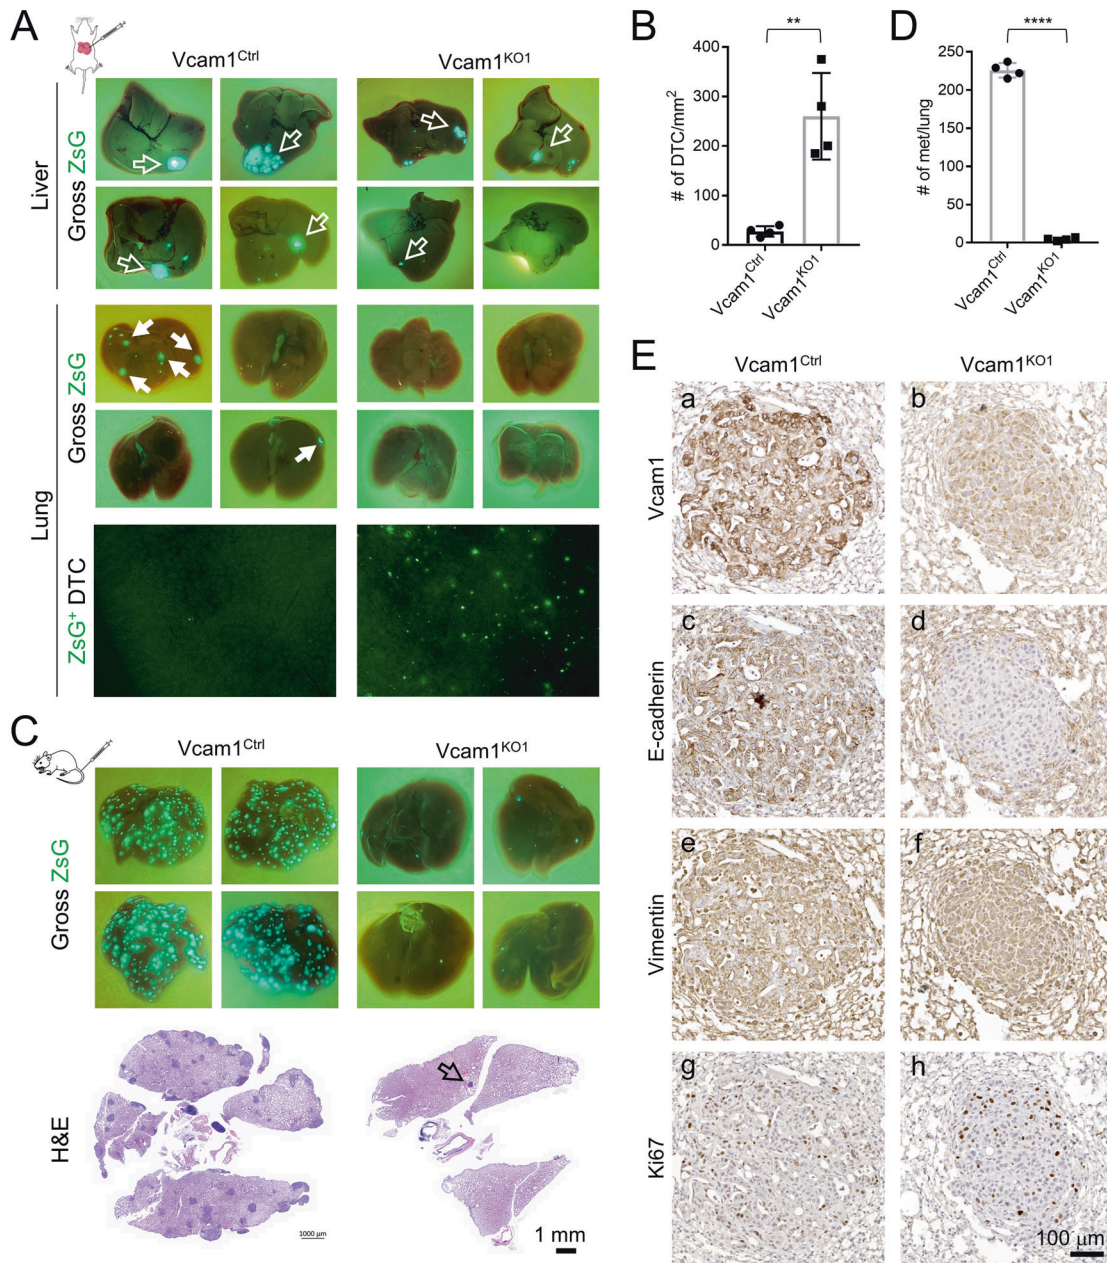 A
Vcam1Ctrl
Vcam1KO1
Liver
Gross ZsG
Lung
Gross ZsG
ZsG+ DTC
B
**
# of DTC/mm2
400
300
200
100
0
Vcam1Ctrl
Vcam1KO1
D
****
# of met/lung
250
200
150
100
50
0
Vcam1Ctrl
Vcam1KO1
C
Vcam1Ctrl
Vcam1KO1
Gross ZsG
H&E
1000 µm
1 mm
E
Vcam1Ctrl
Vcam1KO1
Vcam1
a
b
E-cadherin
c
d
Vimentin
e
f
Ki67
g
h
100 µm